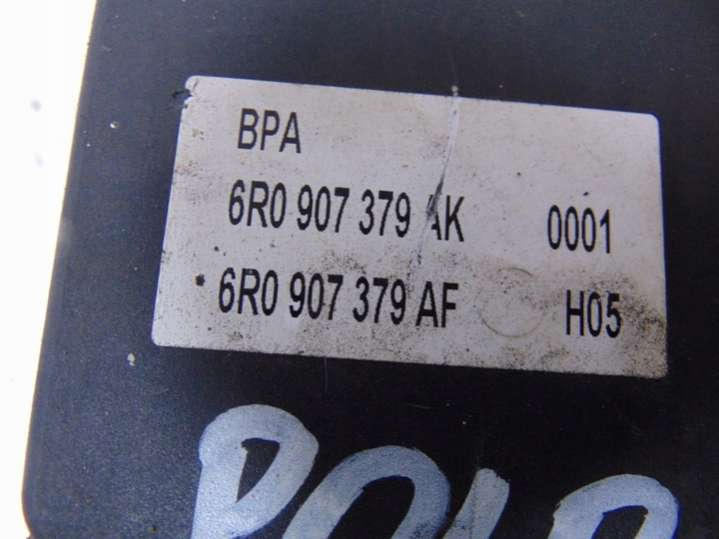 BPA
6R0 907 379 AK 0001
6R0 907 379 AF H05
POLO